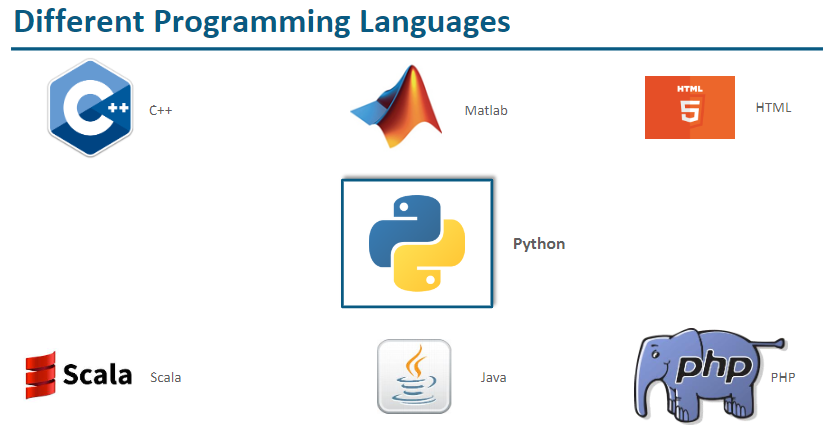 Different Programming Languages
C++
C++
Matlab
HTML
5
HTML
Python
Scala
Scala
Java
php
PHP